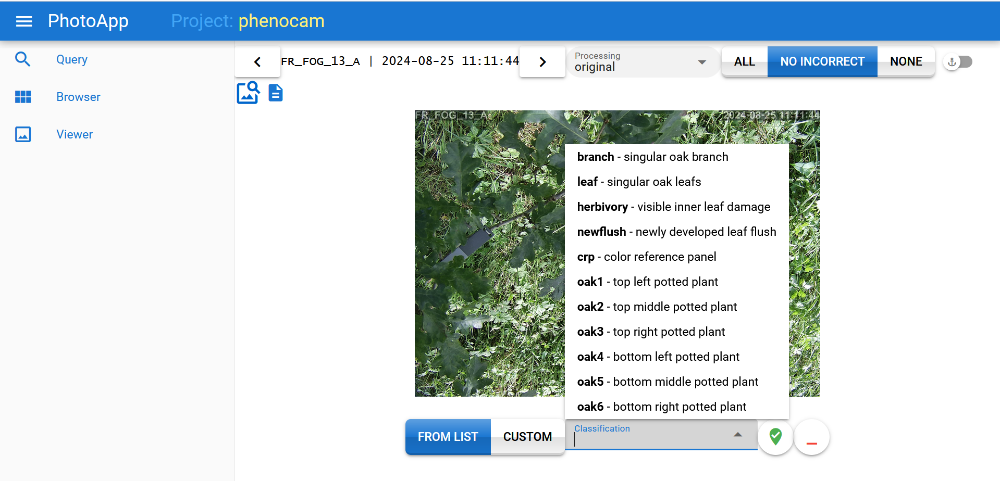 PhotoApp Project: phenocam
Query
Browser
Viewer
FR_FOG_13_A | 2024-08-25 11:11:44
Processing
original
ALL NO INCORRECT NONE
FR_FOG_13_A 2024-08-25 11:11:44
branch - singular oak branch
leaf - singular oak leafs
herbivory - visible inner leaf damage
newflush - newly developed leaf flush
crp - color reference panel
oak1 - top left potted plant
oak2 - top middle potted plant
oak3 - top right potted plant
oak4 - bottom left potted plant
oak5 - bottom middle potted plant
oak6 - bottom right potted plant
FROM LIST CUSTOM
Classification